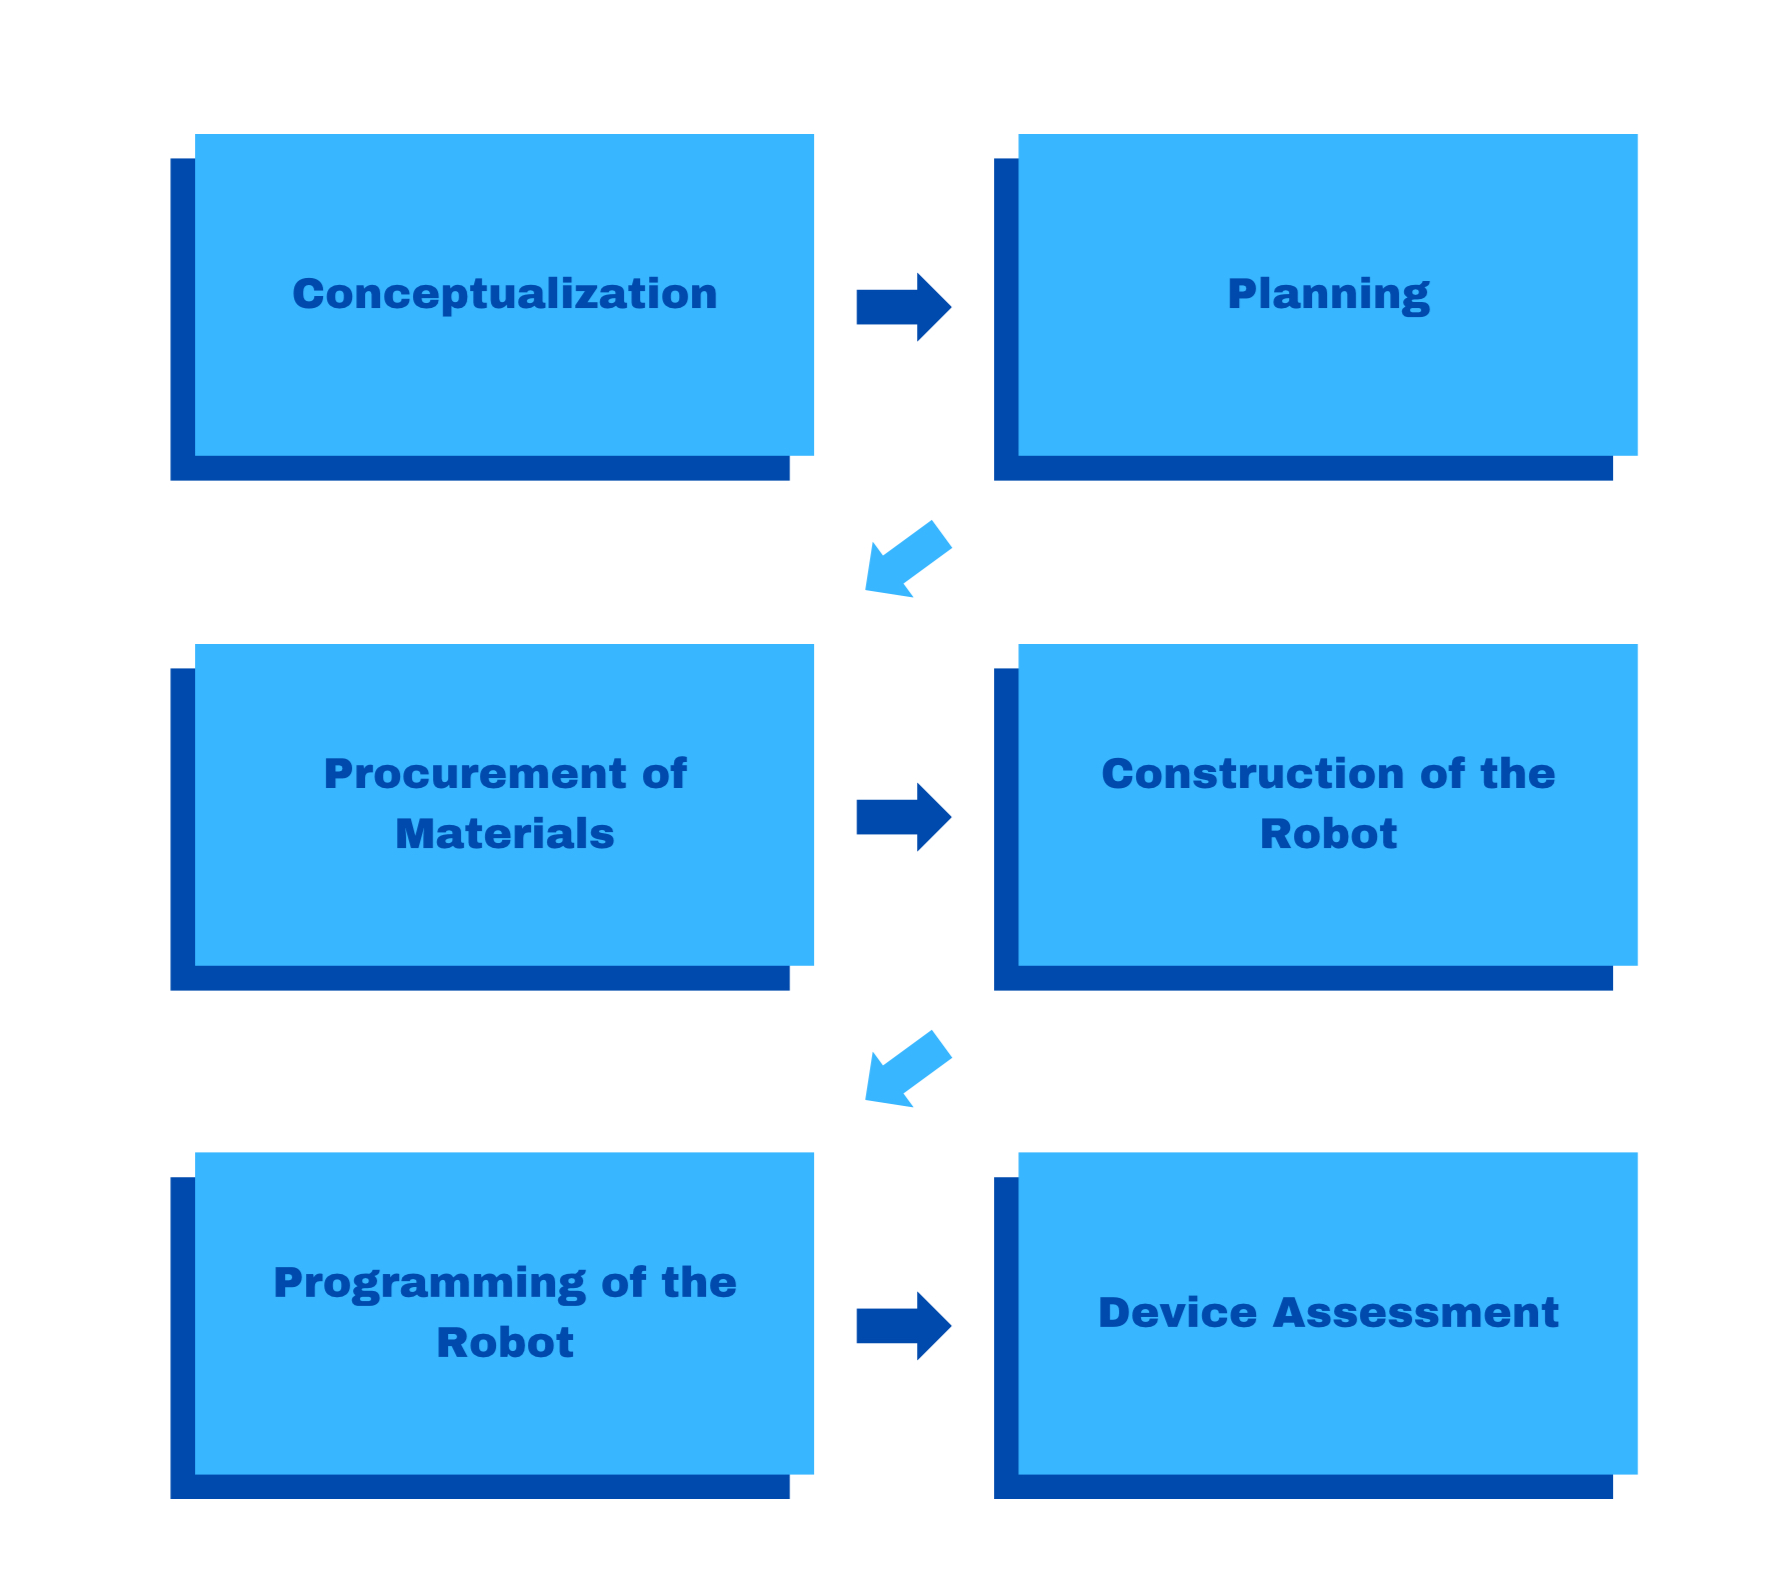 Conceptualization
Planning
Procurement of
Materials
Construction of the
Robot
Programming of the
Robot
Device Assessment